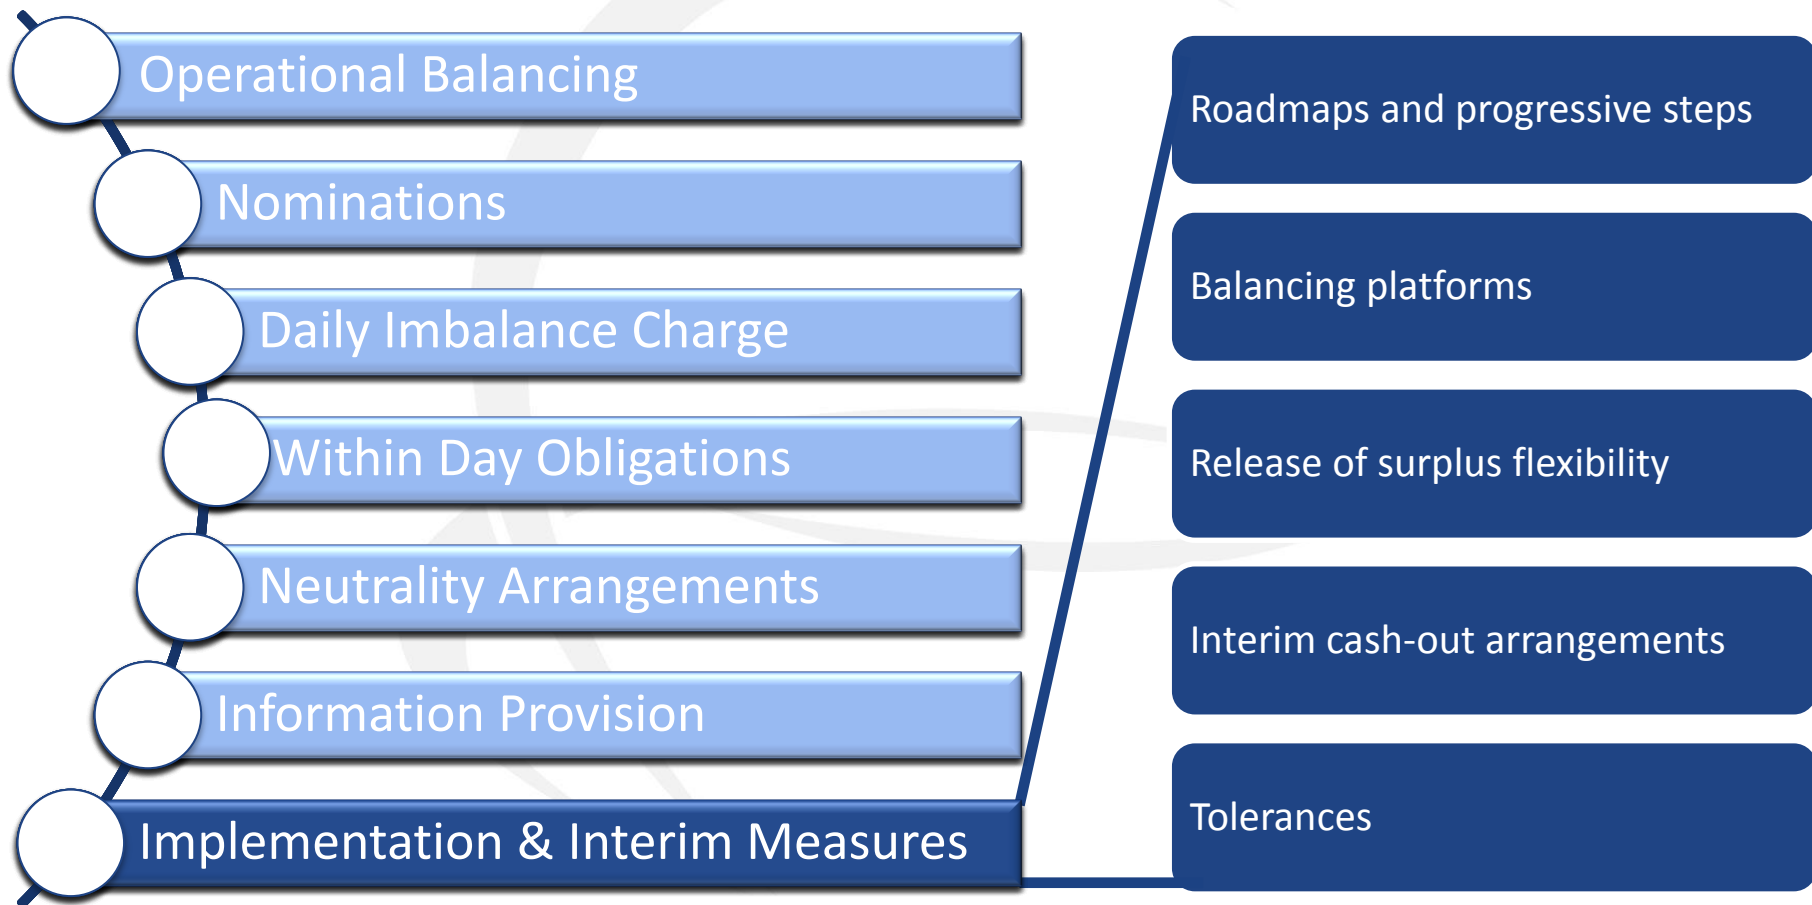 Operational Balancing
Nominations
Daily Imbalance Charge
Within Day Obligations
Neutrality Arrangements
Information Provision
Implementation & Interim Measures
Roadmaps and progressive steps
Balancing platforms
Release of surplus flexibility
Interim cash-out arrangements
Tolerances